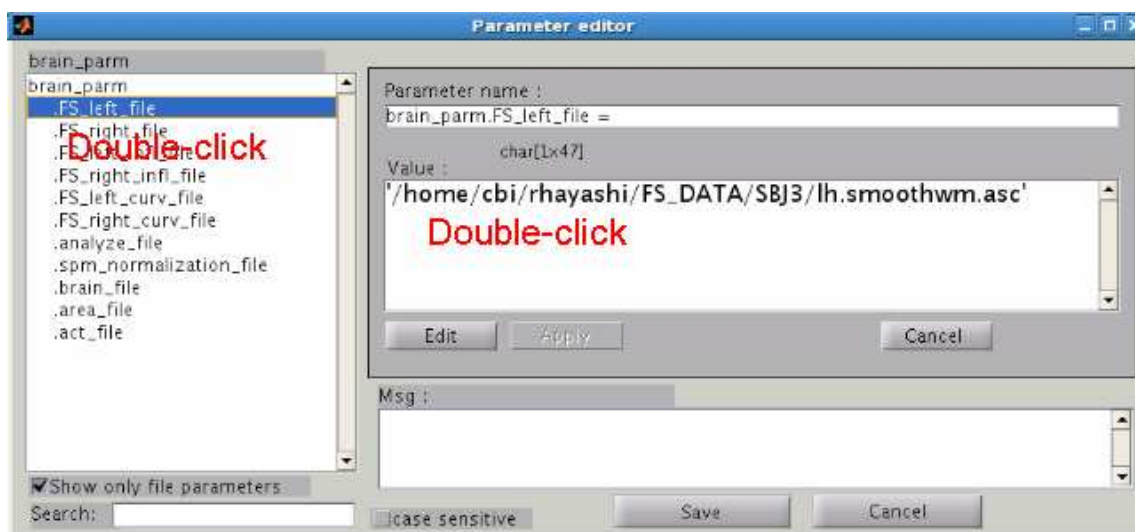 Parameter editor
brain_parm
brain_parm
.FS_left_file
.FS_right_file
.FS_left_infl_file
Double-click
.FS_right_infl_file
.FS_left_curv_file
.FS_right_curv_file
.analyze_file
.spm_normalization_file
.brain_file
.area_file
.act_file
Show only file parameters
Search:
case sensitive
Parameter name :
brain_parm.FS_left_file =
char[1x47]
Value :
'/home/cbi/rhayashi/FS_DATA/SBJ3/lh.smoothwm.asc'
Double-click
Edit
Apply
Cancel
Msg :
Save
Cancel